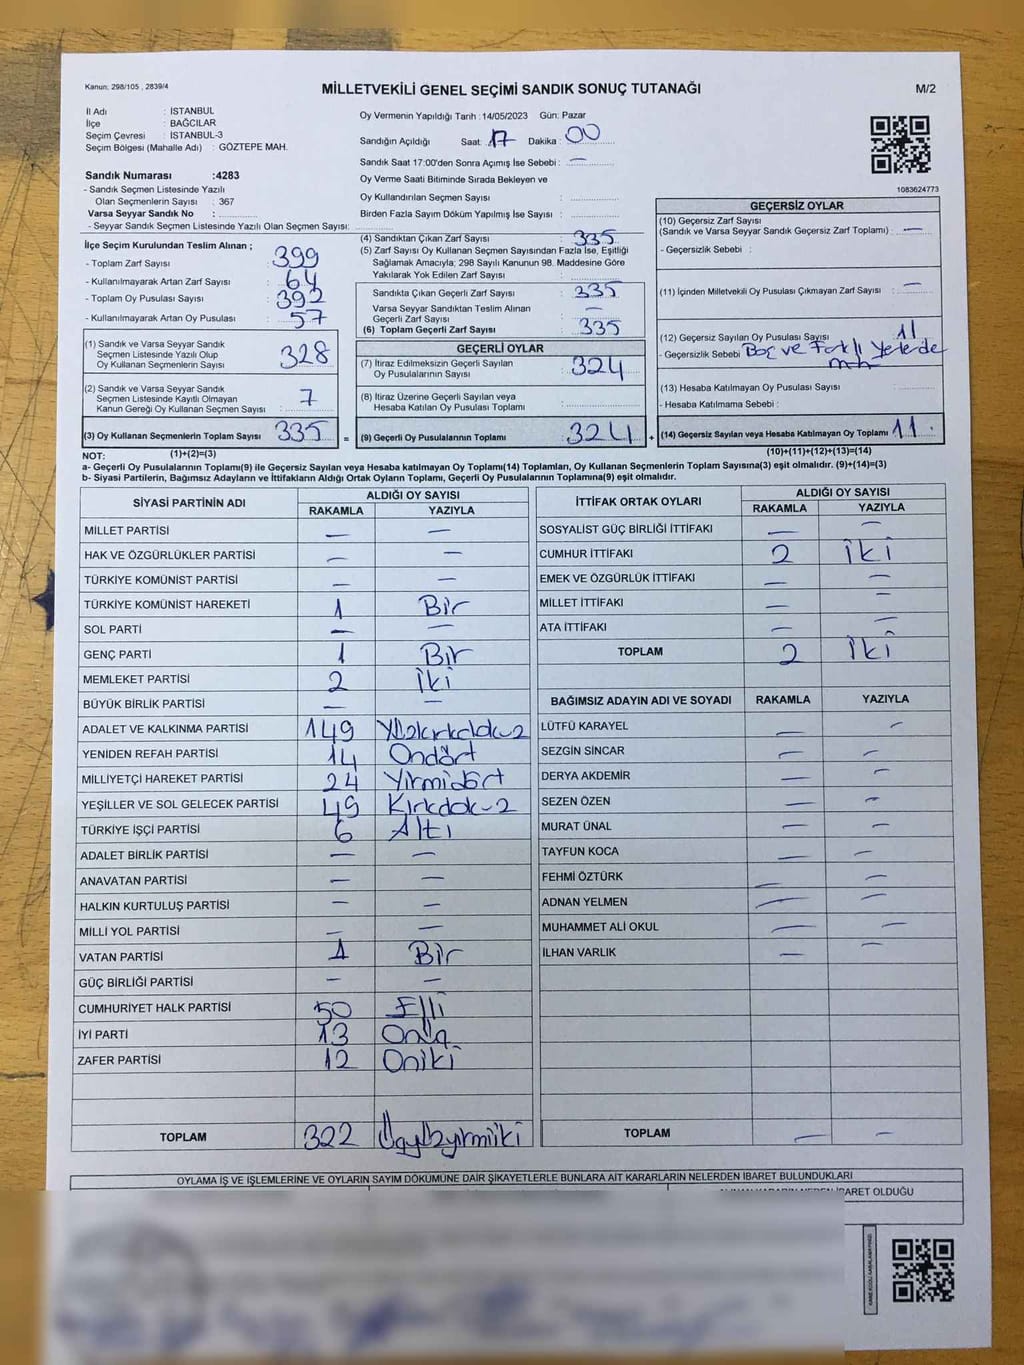 Kanun: 298/105 , 2839/4
MİLLETVEKİLİ GENEL SEÇİMİ SANDIK SONUÇ TUTANAĞI
M/2
İl Adı : İSTANBUL
İlçe : BAĞCILAR
Seçim Çevresi : İSTANBUL-3
Seçim Bölgesi (Mahalle Adı) : GÖZTEPE MAH.
Sandık Numarası :4283
- Sandık Seçmen Listesinde Yazılı
Olan Seçmenlerin Sayısı : 367
Varsa Seyyar Sandık No :
- Seyyar Sandık Seçmen Listesinde Yazılı Olan Seçmen Sayısı:
Oy Vermenin Yapıldığı Tarih :14/05/2023 Gün: Pazar
Sandığın Açıldığı Saat: 17 Dakika: 00
Sandık Saat 17:00'den Sonra Açımış İse Sebebi : —
Oy Verme Saati Bitiminde Sırada Bekleyen ve
Oy Kullandırılan Seçmen Sayısı :
Birden Fazla Sayım Döküm Yapılmış İse Sayısı :
1083624773
İlçe Seçim Kurulundan Teslim Alınan ;
- Toplam Zarf Sayısı : 399
- Kullanılmayarak Artan Zarf Sayısı : 64
- Toplam Oy Pusulası Sayısı : 392
- Kullanılmayarak Artan Oy Pusulası : 57
(1) Sandık ve Varsa Seyyar Sandık
Seçmen Listesinde Yazılı Olup
Oy Kullanan Seçmenlerin Sayısı : 328
(2) Sandık ve Varsa Seyyar Sandık
Seçmen Listesinde Kayıtlı Olmayan
Kanun Gereği Oy Kullanan Seçmen Sayısı : 7
(3) Oy Kullanan Seçmenlerin Toplam Sayısı : 335
(4) Sandıktan Çıkan Zarf Sayısı : 335
(5) Zarf Sayısı Oy Kullanan Seçmen Sayısından Fazla İse, Eşitliği
Sağlamak Amacıyla; 298 Sayılı Kanunun 98. Maddesine Göre
Yakılarak Yok Edilen Zarf Sayısı :
Sandıkta Çıkan Geçerli Zarf Sayısı : 335
Varsa Seyyar Sandıktan Teslim Alınan
Geçerli Zarf Sayısı : —
(6) Toplam Geçerli Zarf Sayısı : 335
GEÇERLİ OYLAR
(7) İtiraz Edilmeksizin Geçerli Sayılan
Oy Pusulalarının Sayısı : 324
(8) İtiraz Üzerine Geçerli Sayılan veya
Hesaba Katılan Oy Pusulası Toplamı :
= (9) Geçerli Oy Pusulalarının Toplamı : 324 +
GEÇERSİZ OYLAR
(10) Geçersiz Zarf Sayısı
(Sandık ve Varsa Seyyar Sandık Geçersiz Zarf Toplamı) : —
- Geçersizlik Sebebi :
(11) İçinden Milletvekili Oy Pusulası Çıkmayan Zarf Sayısı : —
(12) Geçersiz Sayılan Oy Pusulası Sayısı : 11
- Geçersizlik Sebebi : Boş ve Farklı
(13) Hesaba Katılmayan Oy Pusulası Sayısı :
- Hesaba Katılmama Sebebi :
(14) Geçersiz Sayılan veya Hesaba Katılmayan Oy Toplamı : 11
NOT: (1)+(2)=(3) (10)+(11)+(12)+(13)=(14)
a- Geçerli Oy Pusulalarının Toplamı(9) ile Geçersiz Sayılan veya Hesaba katılmayan Oy Toplamı(14) Toplamları, Oy Kullanan Seçmenlerin Toplam Sayısına(3) eşit olmalıdır. (9)+(14)=(3)
b- Siyasi Partilerin, Bağımsız Adayların ve İttifakların Aldığı Ortak Oyların Toplamı, Geçerli Oy Pusulalarının Toplamına(9) eşit olmalıdır.
SİYASİ PARTİNİN ADI ALDIĞI OY SAYISI
RAKAMLA YAZIYLA
MİLLET PARTİSİ — —
HAK VE ÖZGÜRLÜKLER PARTİSİ — —
TÜRKİYE KOMÜNİST PARTİSİ — —
TÜRKİYE KOMÜNİST HAREKETİ 1 Bir
SOL PARTİ — —
GENÇ PARTİ 1 Bir
MEMLEKET PARTİSİ 2 İki
BÜYÜK BİRLİK PARTİSİ — —
ADALET VE KALKINMA PARTİSİ 149 Yüzkırkdoku2
YENİDEN REFAH PARTİSİ 14 Ondört
MİLLİYETÇİ HAREKET PARTİSİ 24 Yirmidört
YEŞİLLER VE SOL GELECEK PARTİSİ 49 Kırkdoku2
TÜRKİYE İŞÇİ PARTİSİ 6 Altı
ADALET BİRLİK PARTİSİ — —
ANAVATAN PARTİSİ — —
HALKIN KURTULUŞ PARTİSİ — —
MİLLİ YOL PARTİSİ — —
VATAN PARTİSİ 1 Bir
GÜÇ BİRLİĞİ PARTİSİ — —
CUMHURİYET HALK PARTİSİ 50 Elli
İYİ PARTİ 13 Onüç
ZAFER PARTİSİ 12 Oniki
TOPLAM 322 Üçyüzyirmiiki
İTTİFAK ORTAK OYLARI ALDIĞI OY SAYISI
RAKAMLA YAZIYLA
SOSYALİST GÜÇ BİRLİĞİ İTTİFAKI — —
CUMHUR İTTİFAKI 2 İki
EMEK VE ÖZGÜRLÜK İTTİFAKI — —
MİLLET İTTİFAKI — —
ATA İTTİFAKI — —
TOPLAM 2 İki
BAĞIMSIZ ADAYIN ADI VE SOYADI RAKAMLA YAZIYLA
LÜTFÜ KARAYEL — —
SEZGİN SİNCAR — —
DERYA AKDEMİR — —
SEZEN ÖZEN — —
MURAT ÜNAL — —
TAYFUN KOCA — —
FEHMİ ÖZTÜRK — —
ADNAN YELMEN — —
MUHAMMET ALİ OKUL — —
İLHAN VARLIK — —
TOPLAM — —
OYLAMA İŞ VE İŞLEMLERİNE VE OYLARIN SAYIM DÖKÜMÜNE DAİR ŞİKAYETLERLE BUNLARA AİT KARARLARIN NELERDEN İBARET BULUNDUKLARI
İBARET OLDUĞU